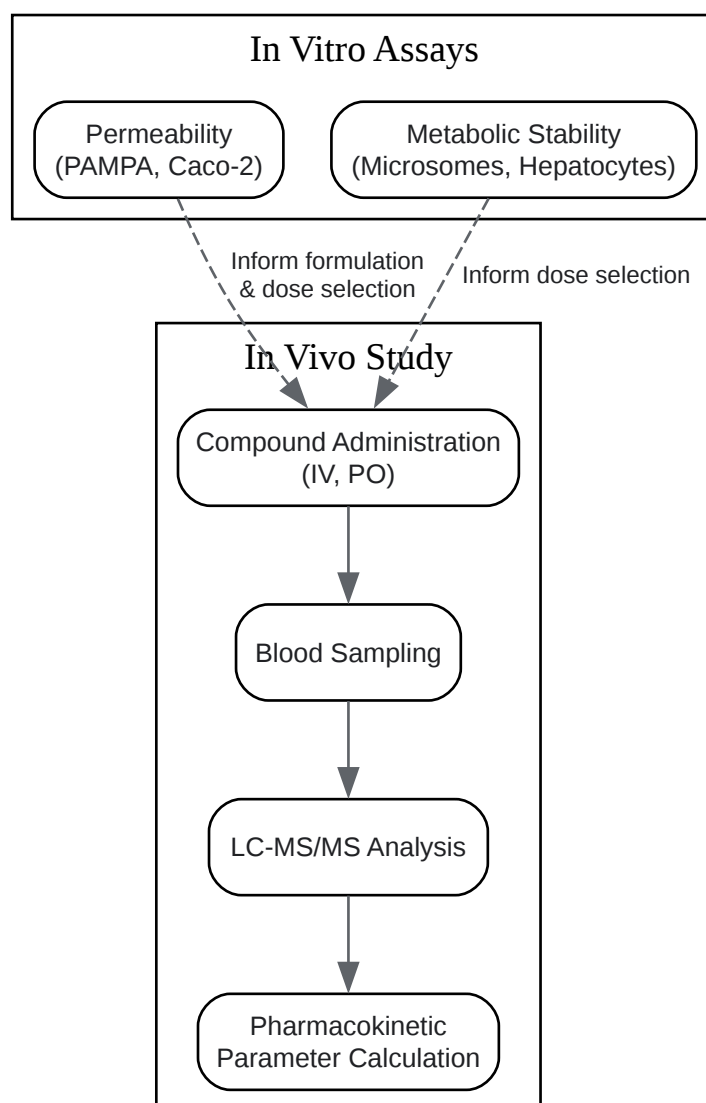 In Vitro Assays
Permeability
(PAMPA, Caco-2)
Metabolic Stability
(Microsomes, Hepatocytes)
Inform formulation
& dose selection
Inform dose selection
In Vivo Study
Compound Administration
(IV, PO)
Blood Sampling
LC-MS/MS Analysis
Pharmacokinetic
Parameter Calculation